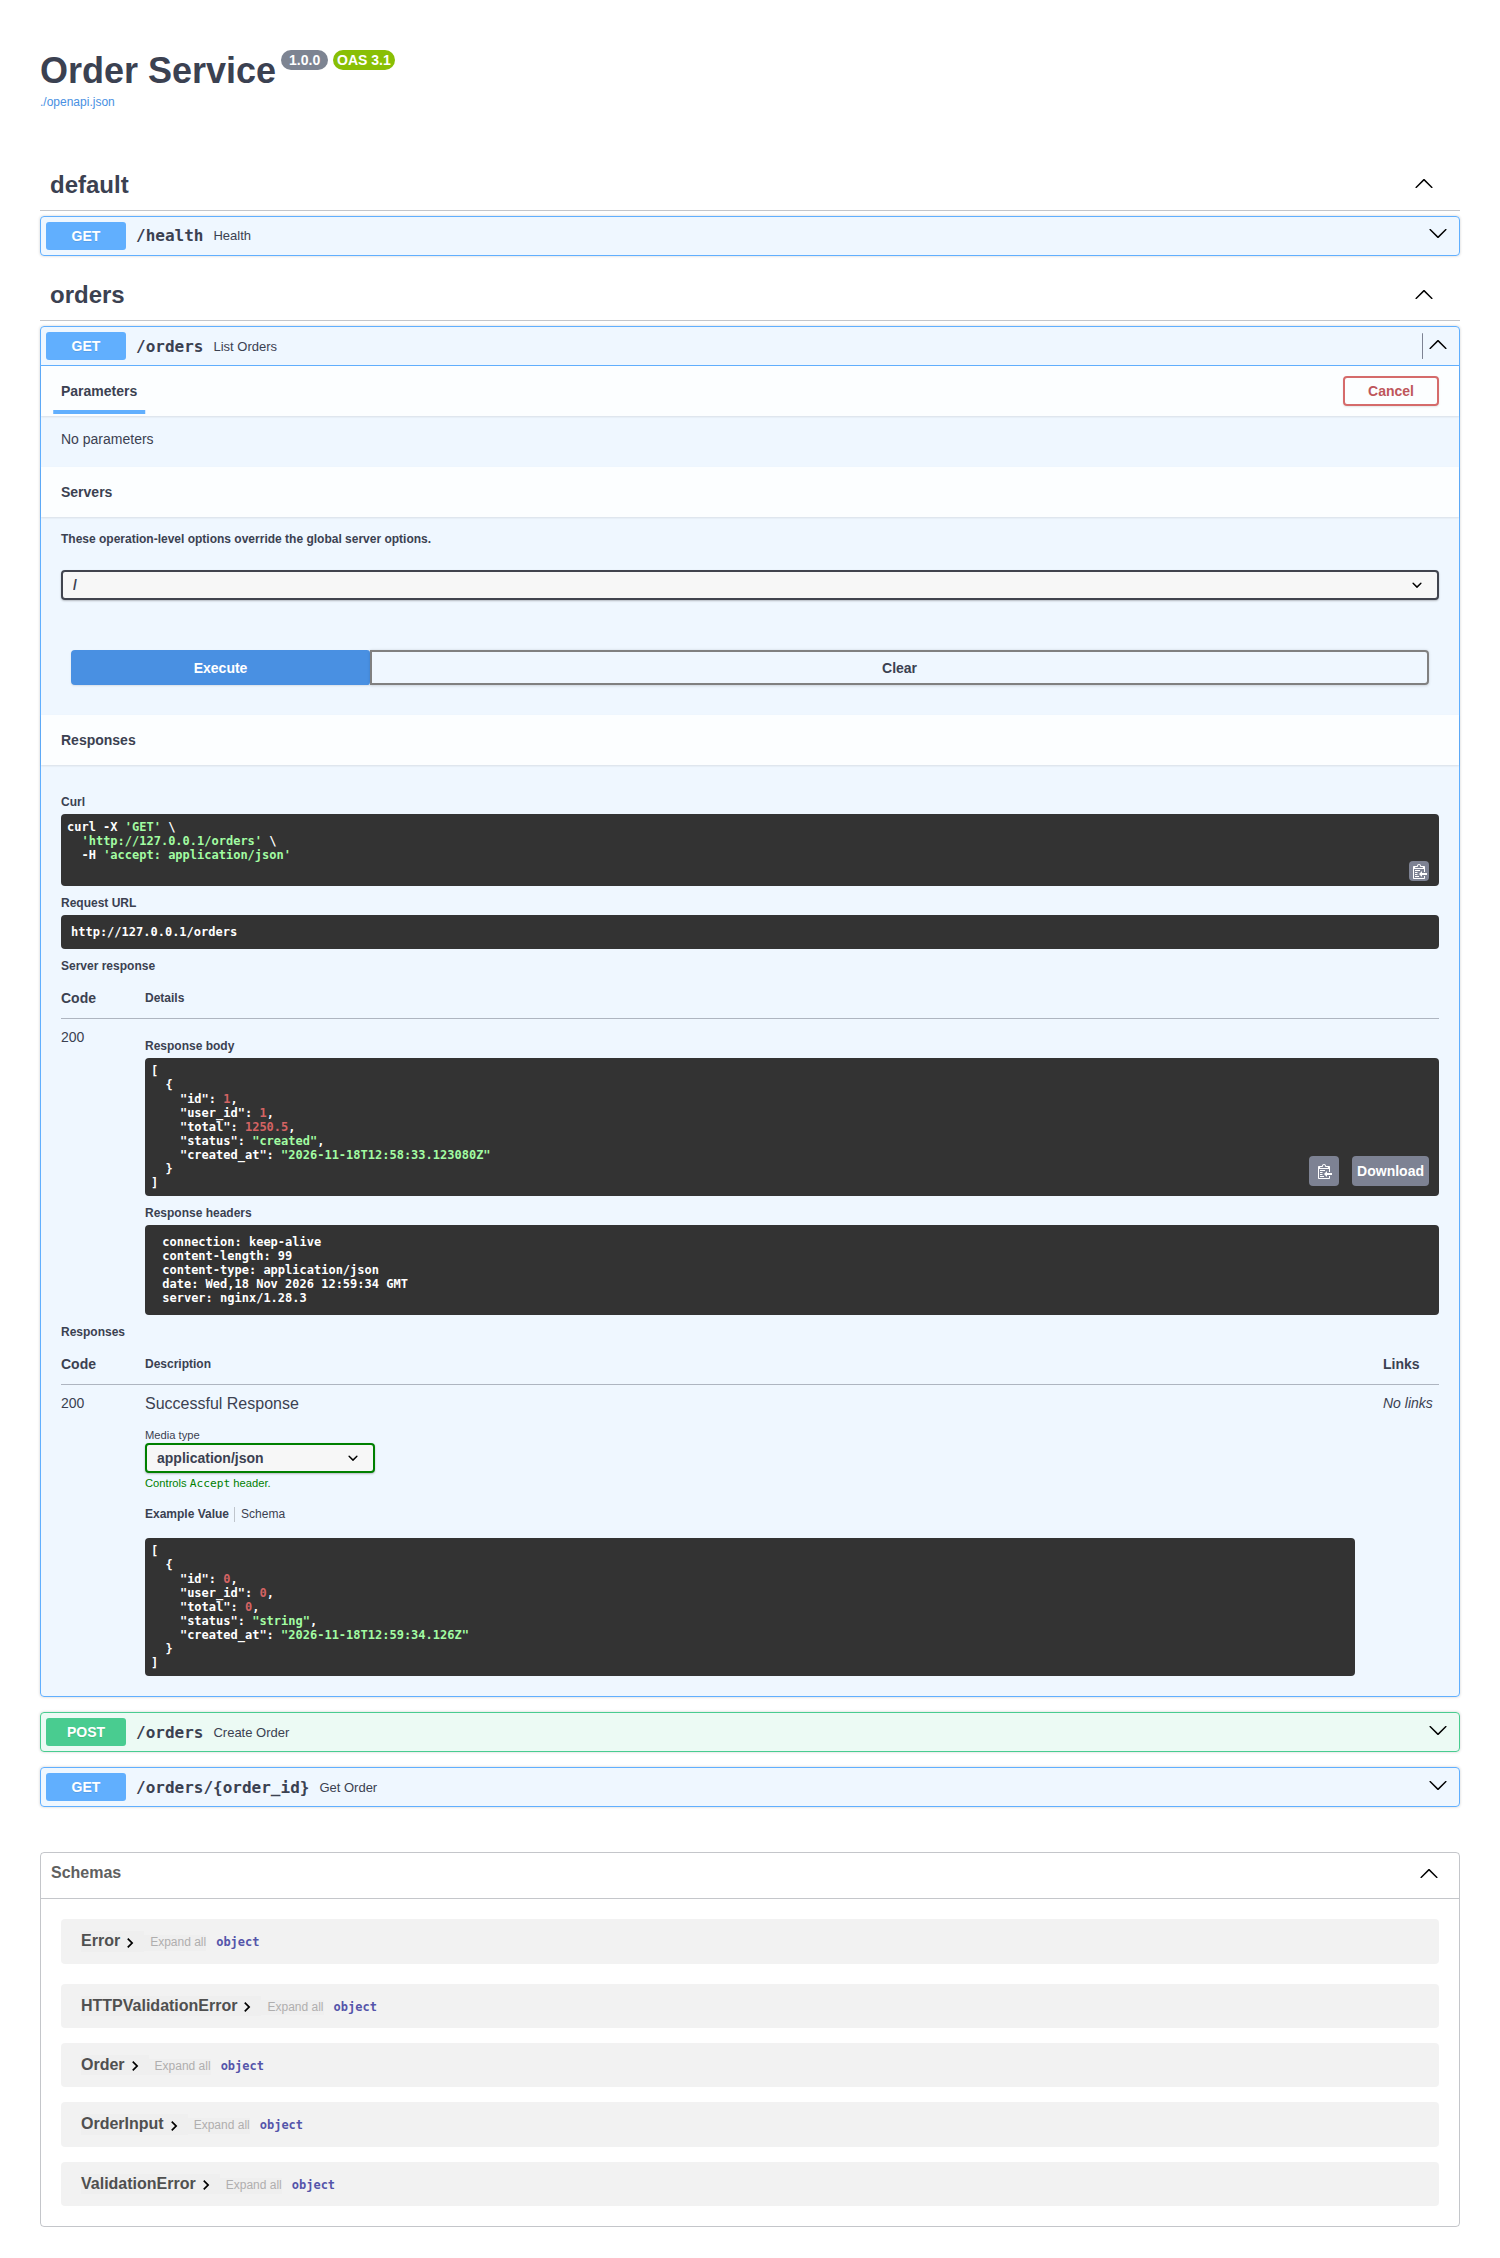 Order Service 1.0.0 OAS 3.1
./openapi.json
default
GET /health Health
orders
GET /orders List Orders
Parameters Cancel
No parameters
Servers
These operation-level options override the global server options.
/
Execute Clear
Responses
Curl
curl -X 'GET' \
  'http://127.0.0.1/orders' \
  -H 'accept: application/json'
Request URL
http://127.0.0.1/orders
Server response
Code Details
200
Response body
[
  {
    "id": 1,
    "user_id": 1,
    "total": 1250.5,
    "status": "created",
    "created_at": "2026-11-18T12:58:33.123080Z"
  }
]
Download
Response headers
connection: keep-alive
content-length: 99
content-type: application/json
date: Wed,18 Nov 2026 12:59:34 GMT
server: nginx/1.28.3
Responses
Code Description Links
200 Successful Response No links
Media type
application/json
Controls Accept header.
Example Value Schema
[
  {
    "id": 0,
    "user_id": 0,
    "total": 0,
    "status": "string",
    "created_at": "2026-11-18T12:59:34.126Z"
  }
]
POST /orders Create Order
GET /orders/{order_id} Get Order
Schemas
Error Expand all object
HTTPValidationError Expand all object
Order Expand all object
OrderInput Expand all object
ValidationError Expand all object